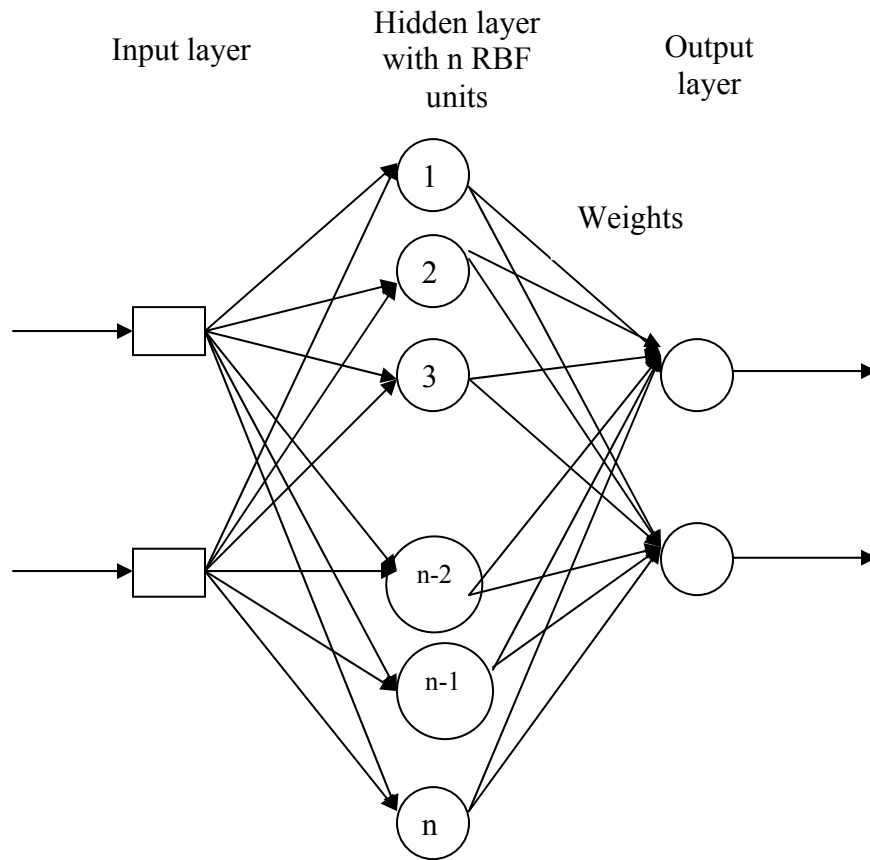 Input layer
Hidden layer
with n RBF
units
Output
layer
Weights
1
2
3
n-2
n-1
n